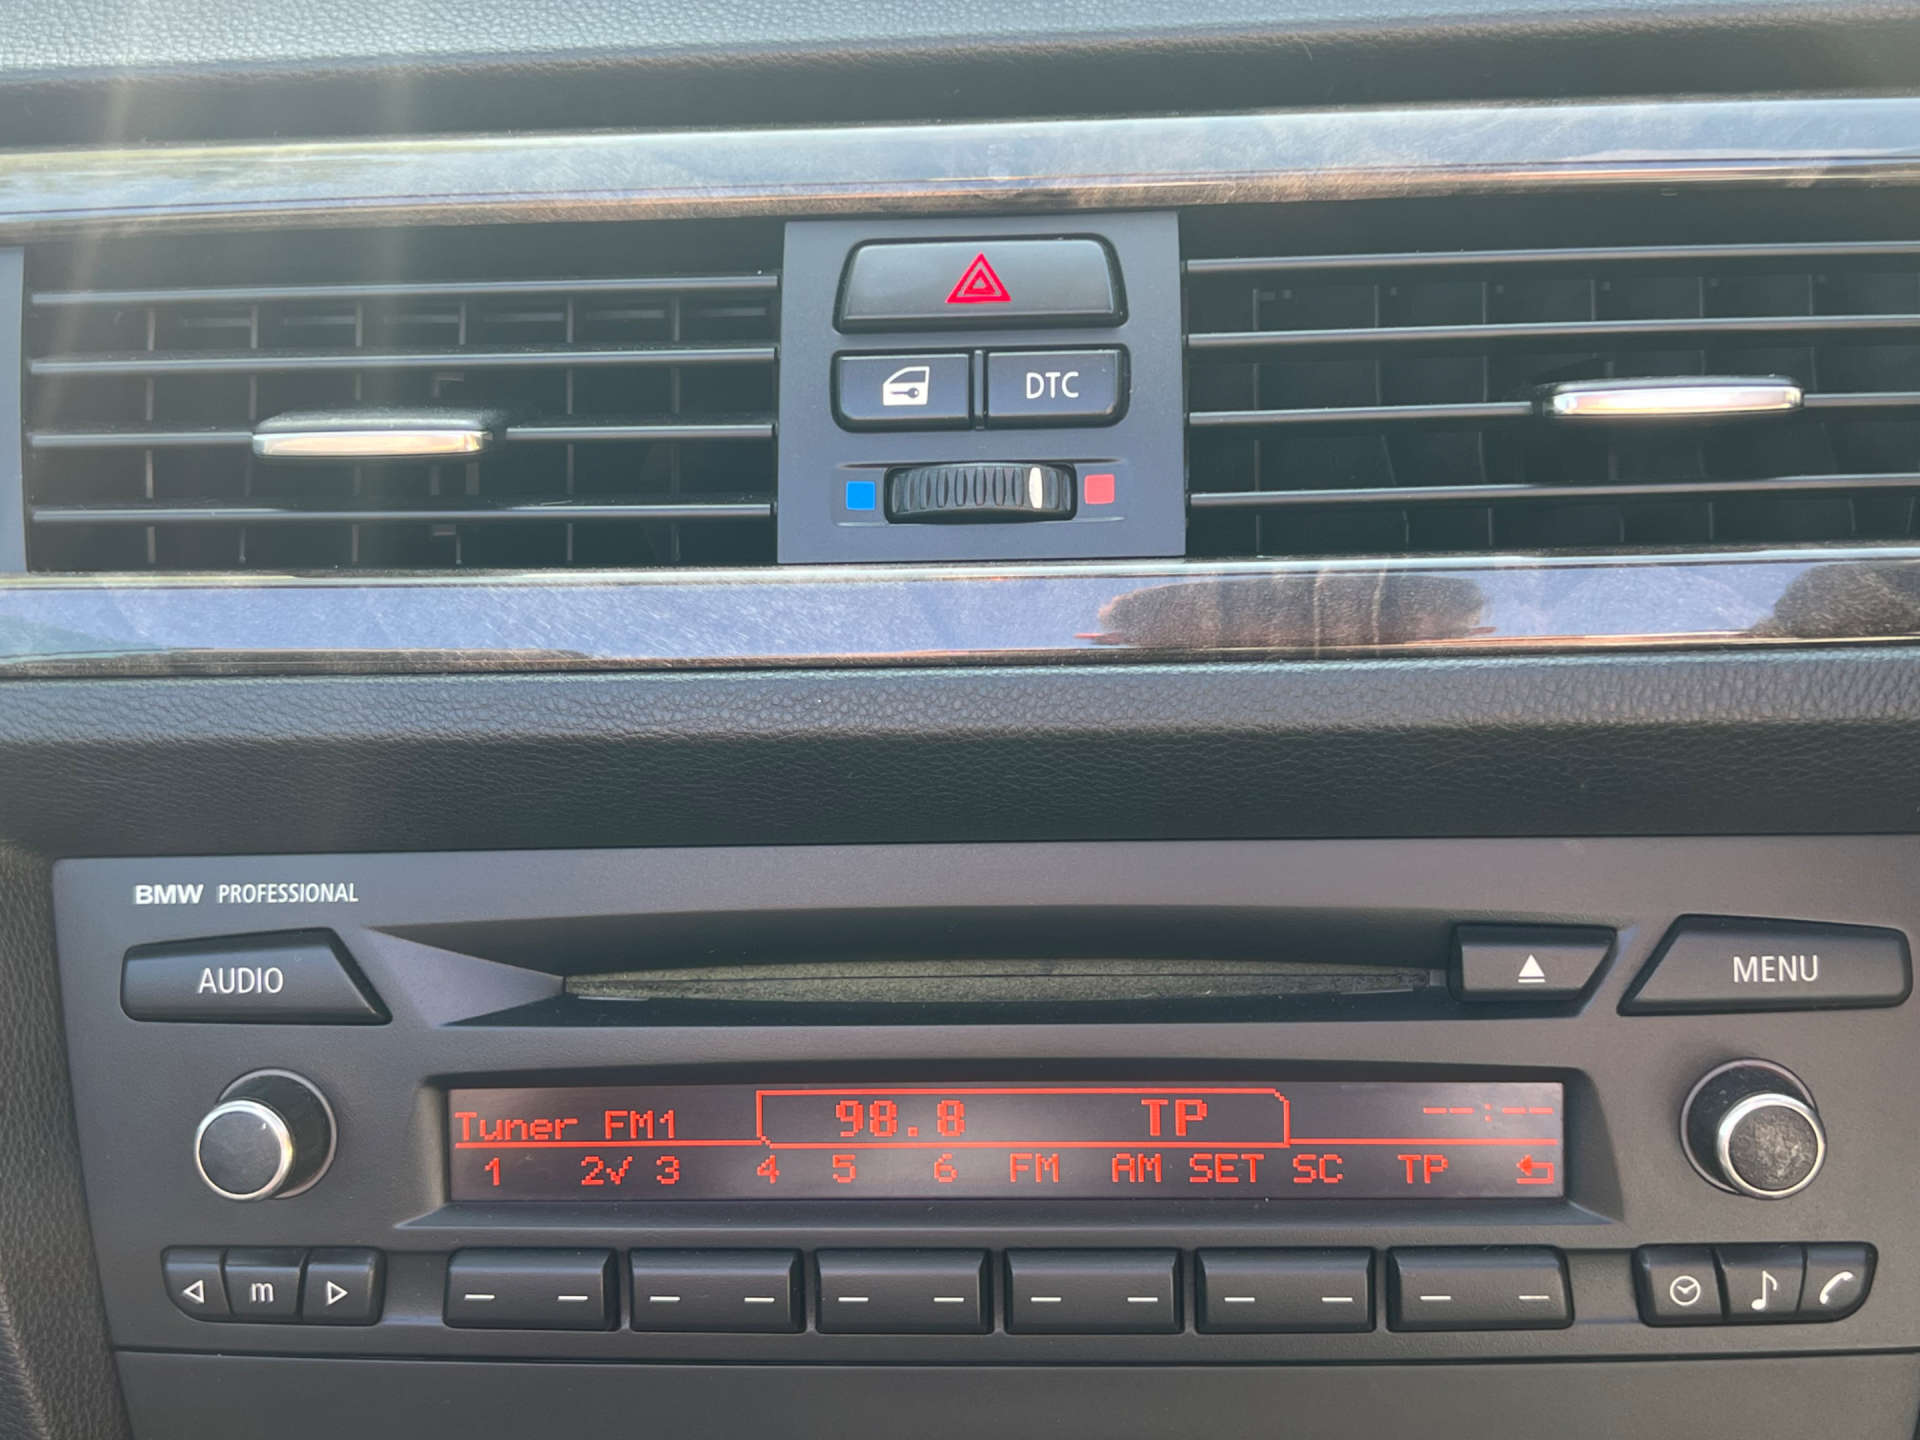 DTC
BMW PROFESSIONAL
AUDIO
MENU
Tuner FM1 98.8 TP --:--
1 2√ 3 4 5 6 FM AM SET SC TP
m